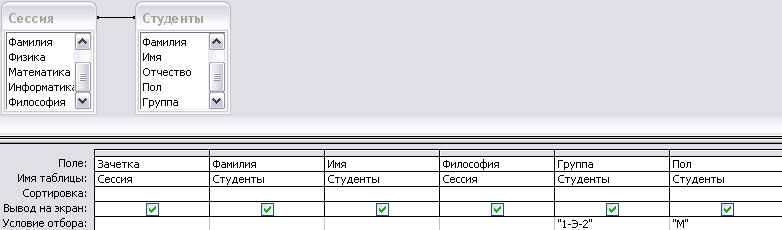 Сессия Студенты
Фамилия Фамилия
Физика Имя
Математика Отчество
Информатика Пол
Философия Группа
Поле: Зачетка Фамилия Имя Философия Группа Пол
Имя таблицы: Сессия Студенты Студенты Сессия Студенты Студенты
Сортировка:
Вывод на экран:
Условие отбора: "1-Э-2" "М"